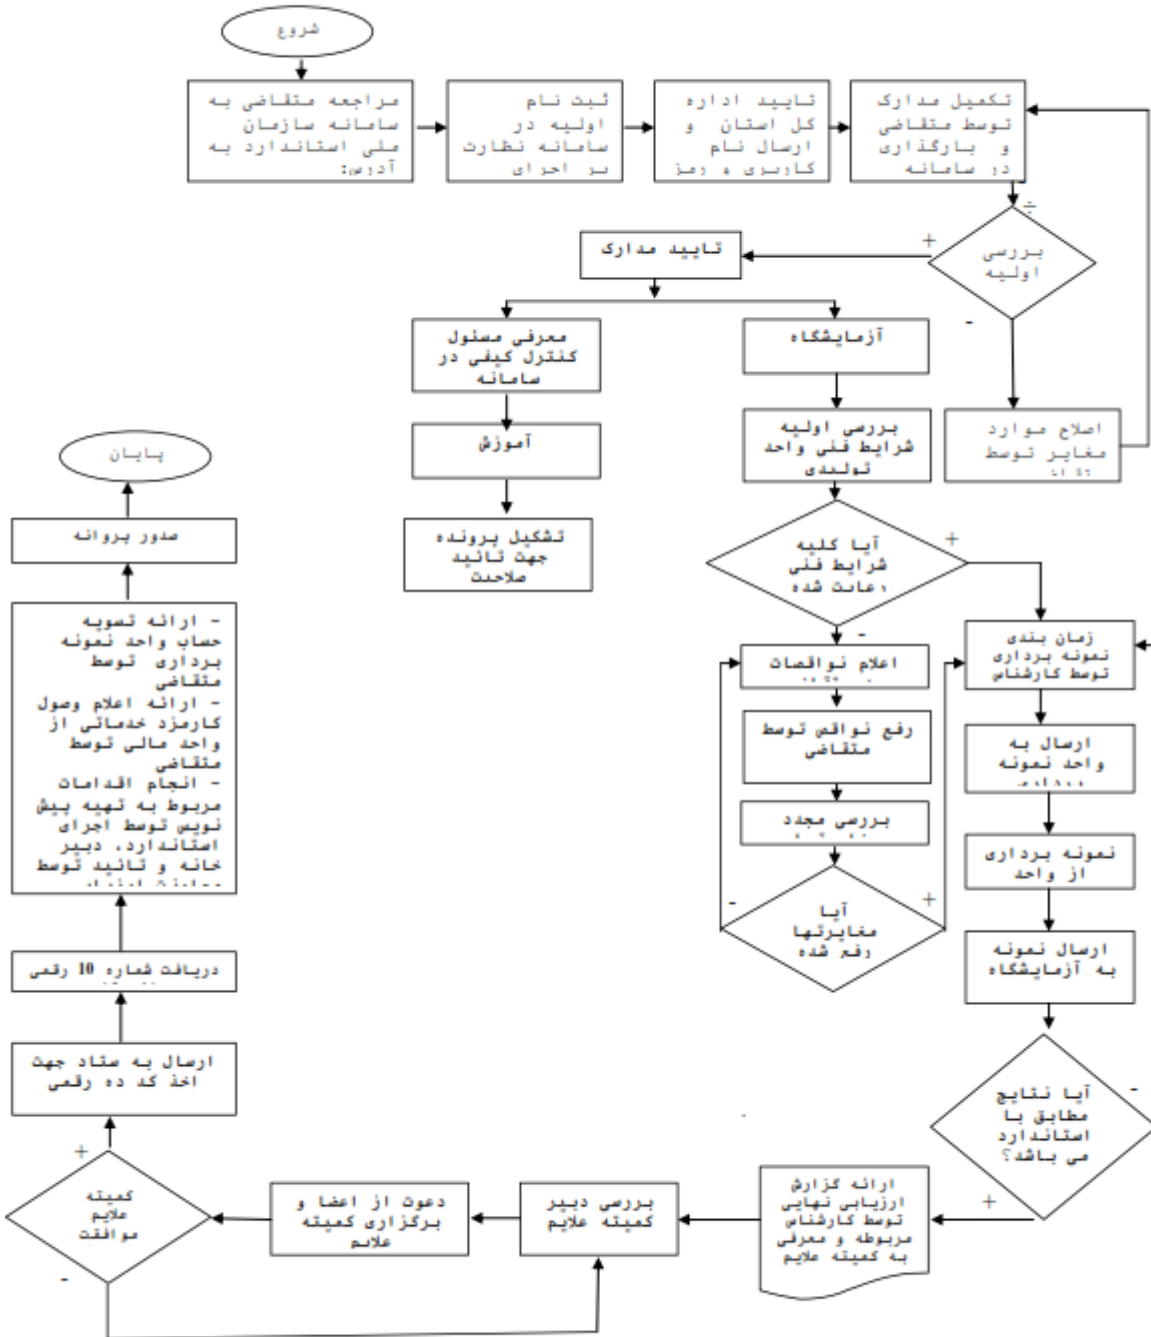 شروع
مراجعه متقاضی به
سامانه سازمان
ملی استاندارد به
آدرس:
ثبت نام
اولیه در
سامانه نظارت
بر اجرای
تایید اداره
کل استان و
ارسال نام
کاربری و رمز
تکمیل مدارک
توسط متقاضی
و بارگذاری
در سامانه
÷
بررسی
اولیه
+
-
تایید مدارک
اصلاح موارد
مغایر توسط
معرفی مسئول
کنترل کیفی در
سامانه
آموزش
تشکیل پرونده
جهت تائید
صلاحیت
آزمایشگاه
بررسی اولیه
شرایط فنی واحد
تولیدی
آیا کلیه
شرایط فنی
رعایت شده
+
-
اعلام نواقصات
رفع نواقص توسط
متقاضی
بررسی مجدد
آیا
مغایرتها
رفع شده
-
+
زمان بندی
نمونه برداری
توسط کارشناس
ارسال به
واحد نمونه
برداری
نمونه برداری
از واحد
ارسال نمونه
به آزمایشگاه
آیا نتایج
مطابق با
استاندارد
می باشد؟
-
+
ارائه گزارش
ارزیابی نهایی
توسط کارشناس
مربوطه و معرفی
به کمیته علایم
بررسی دبیر
کمیته علایم
دعوت از اعضا و
برگزاری کمیته
علایم
کمیته
علایم
موافقت
+
-
ارسال به ستاد جهت
اخذ کد ده رقمی
دریافت شماره 10 رقمی
- ارائه تسویه
حساب واحد نمونه
برداری توسط
متقاضی
- ارائه اعلام وصول
کارمزد خدماتی از
واحد مالی توسط
متقاضی
- انجام اقدامات
مربوط به تهیه پیش
نویس توسط اجرای
استاندارد، دبیر
خانه و تائید توسط
صدور پروانه
پایان